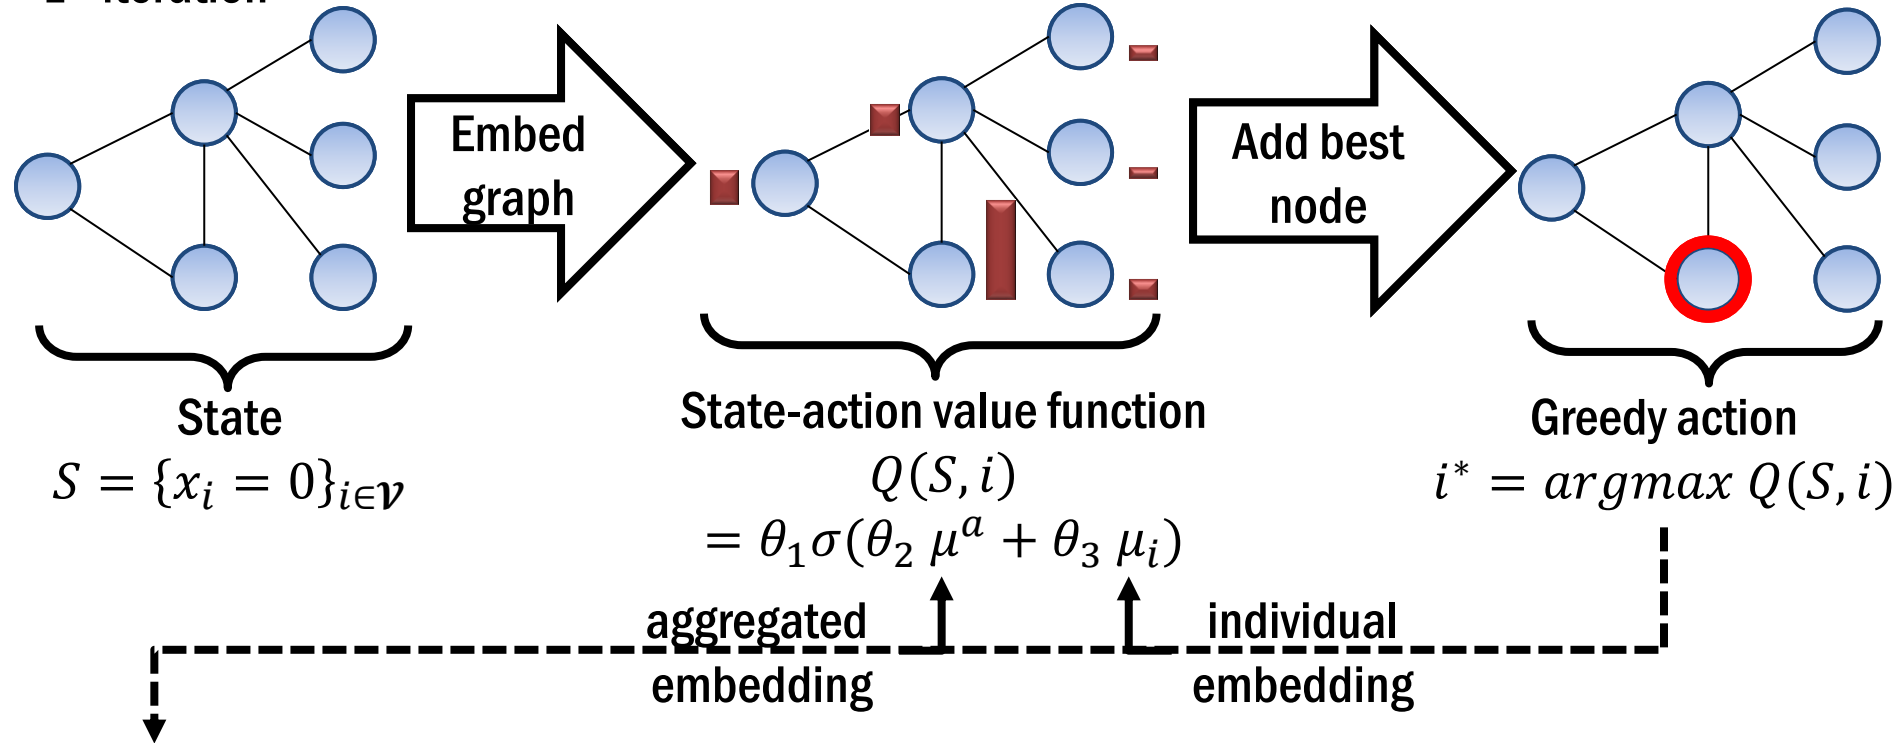 iteration
Embed
graph
Add best
node
State
S = {x_i = 0}_{i∈𝒱}
State-action value function
Q(S, i)
= θ_1σ(θ_2 μ^a + θ_3 μ_i)
Greedy action
i* = argmax Q(S, i)
aggregated
embedding
individual
embedding